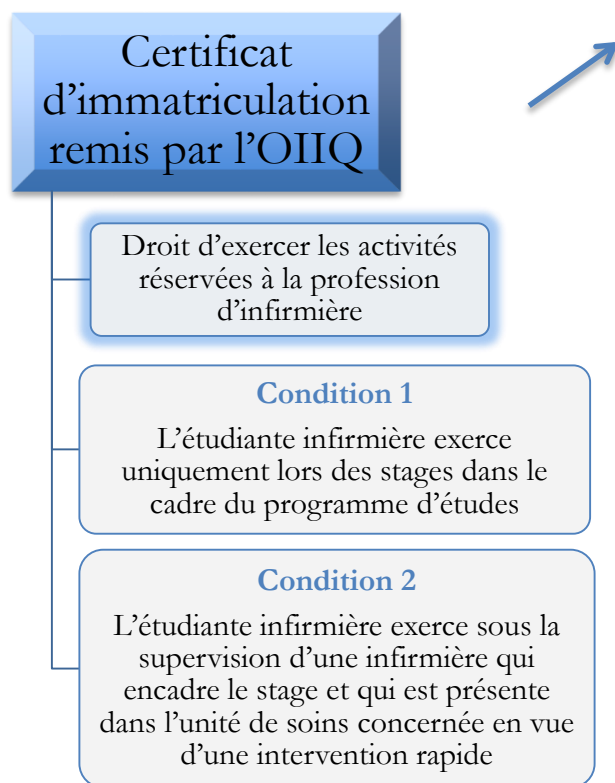 Certificat
d’immatriculation
remis par l’OIIQ
Droit d’exercer les activités
réservées à la profession
d’infirmière
Condition 1
L’étudiante infirmière exerce
uniquement lors des stages dans le
cadre du programme d’études
Condition 2
L’étudiante infirmière exerce sous la
supervision d’une infirmière qui
encadre le stage et qui est présente
dans l’unité de soins concernée en vue
d’une intervention rapide